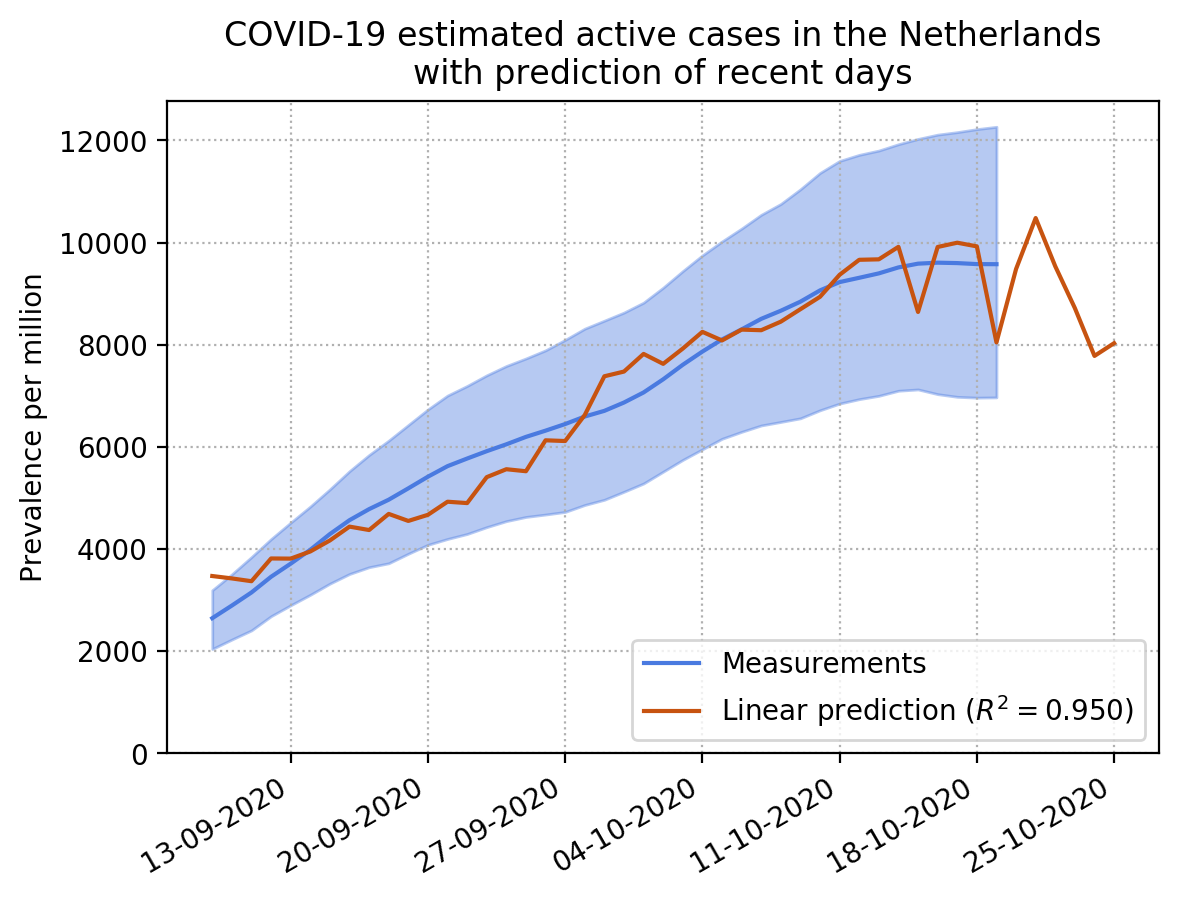 COVID-19 estimated active cases in the Netherlands
with prediction of recent days
Prevalence per million
12000
10000
8000
6000
4000
2000
0
Measurements
Linear prediction (R² = 0.950)
13-09-2020
20-09-2020
27-09-2020
04-10-2020
11-10-2020
18-10-2020
25-10-2020